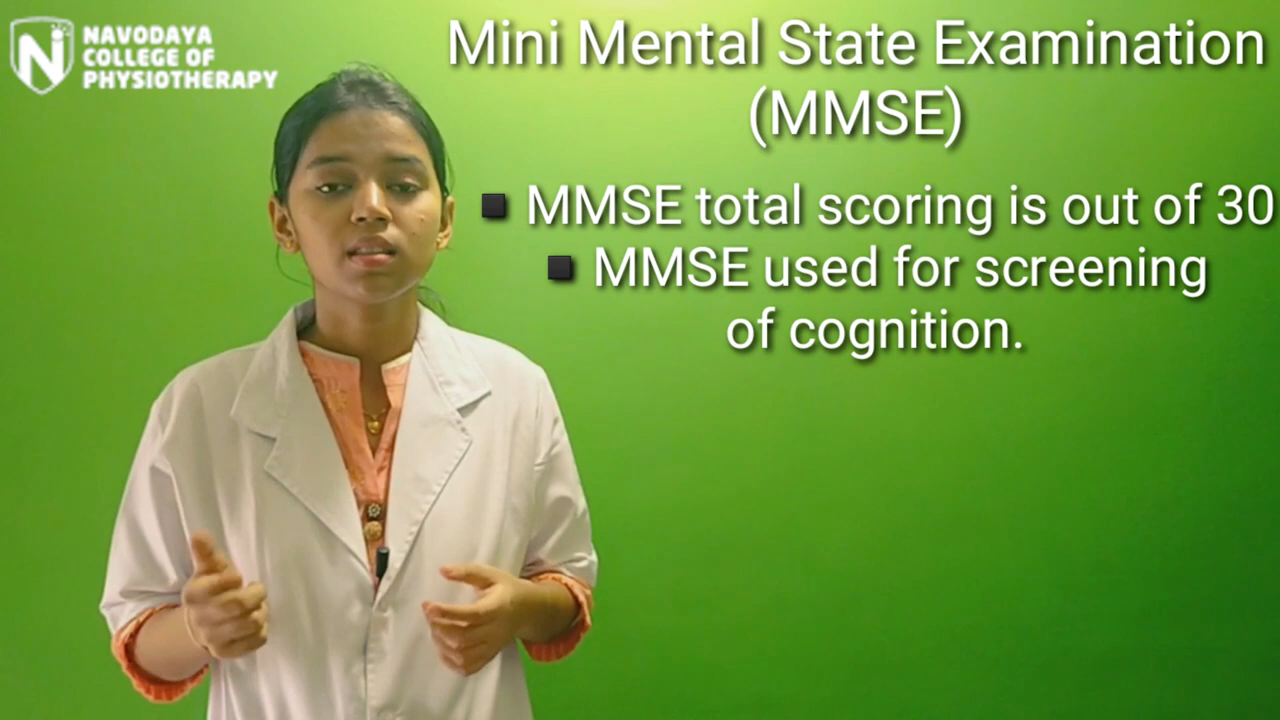 NAVODAYA
COLLEGE OF
PHYSIOTHERAPY
Mini Mental State Examination
(MMSE)
▪ MMSE total scoring is out of 30
▪ MMSE used for screening
of cognition.